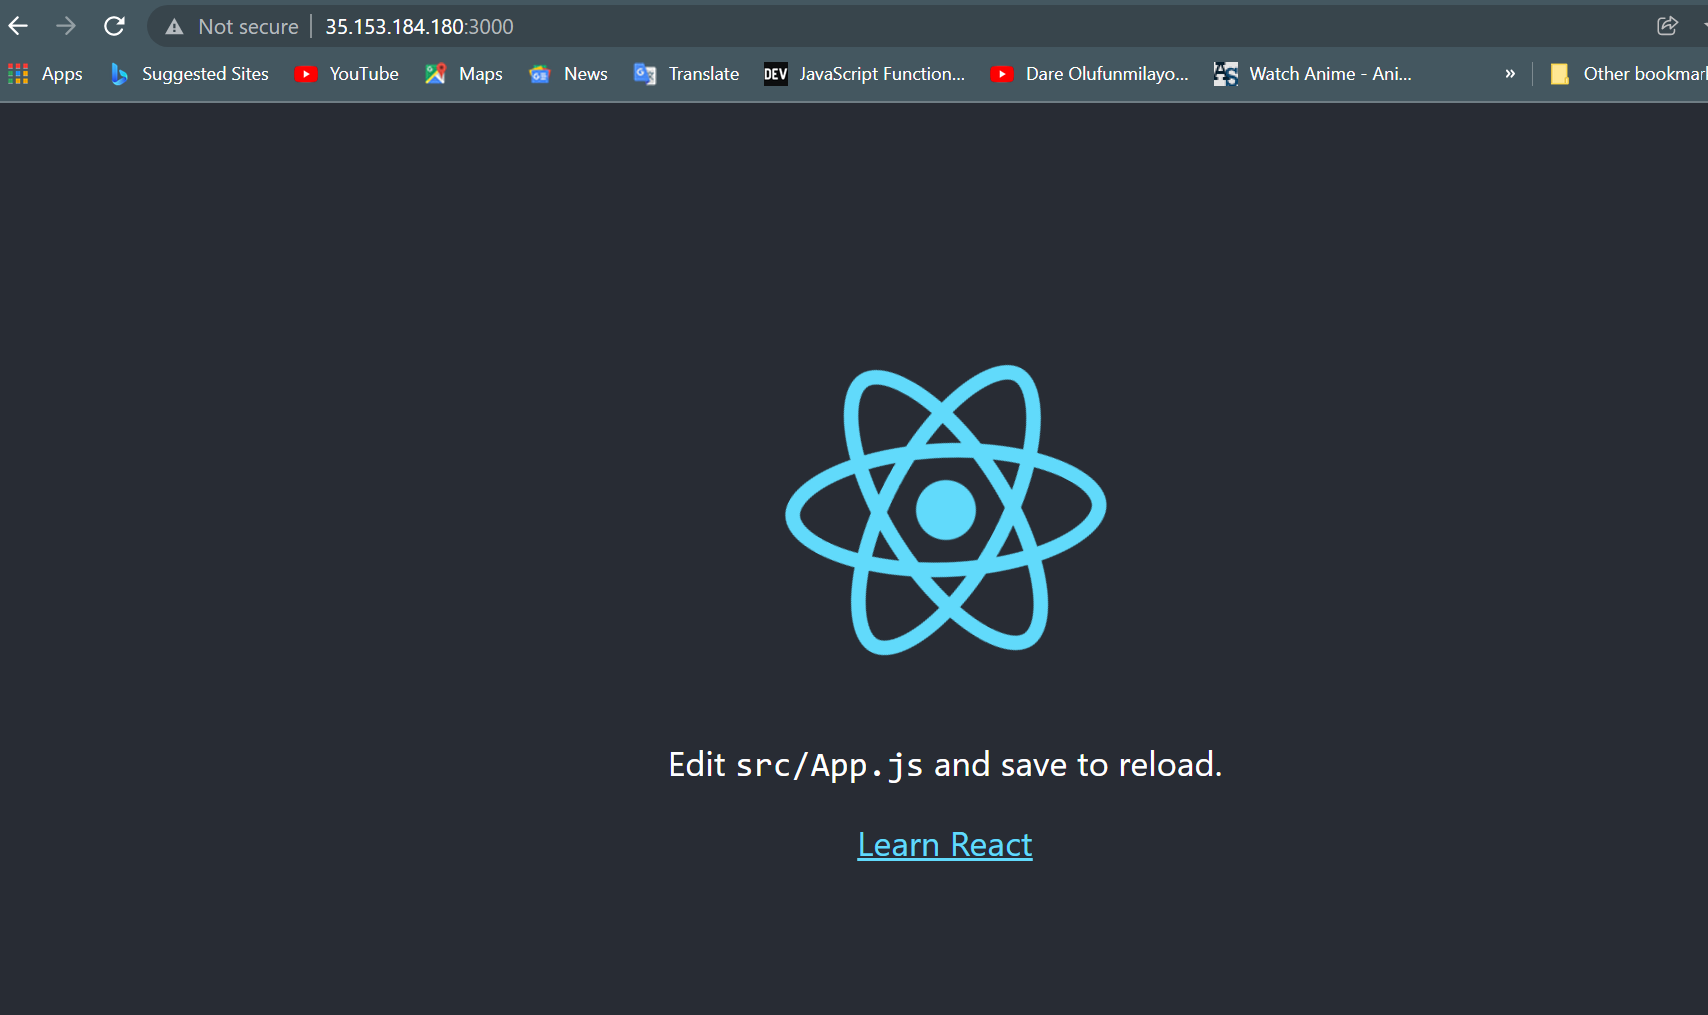 Not secure 35.153.184.180:3000
Apps Suggested Sites YouTube Maps News Translate DEV JavaScript Function... Dare Olufunmilayo... Watch Anime - Ani... » Other bookmar
Edit src/App.js and save to reload.
Learn React